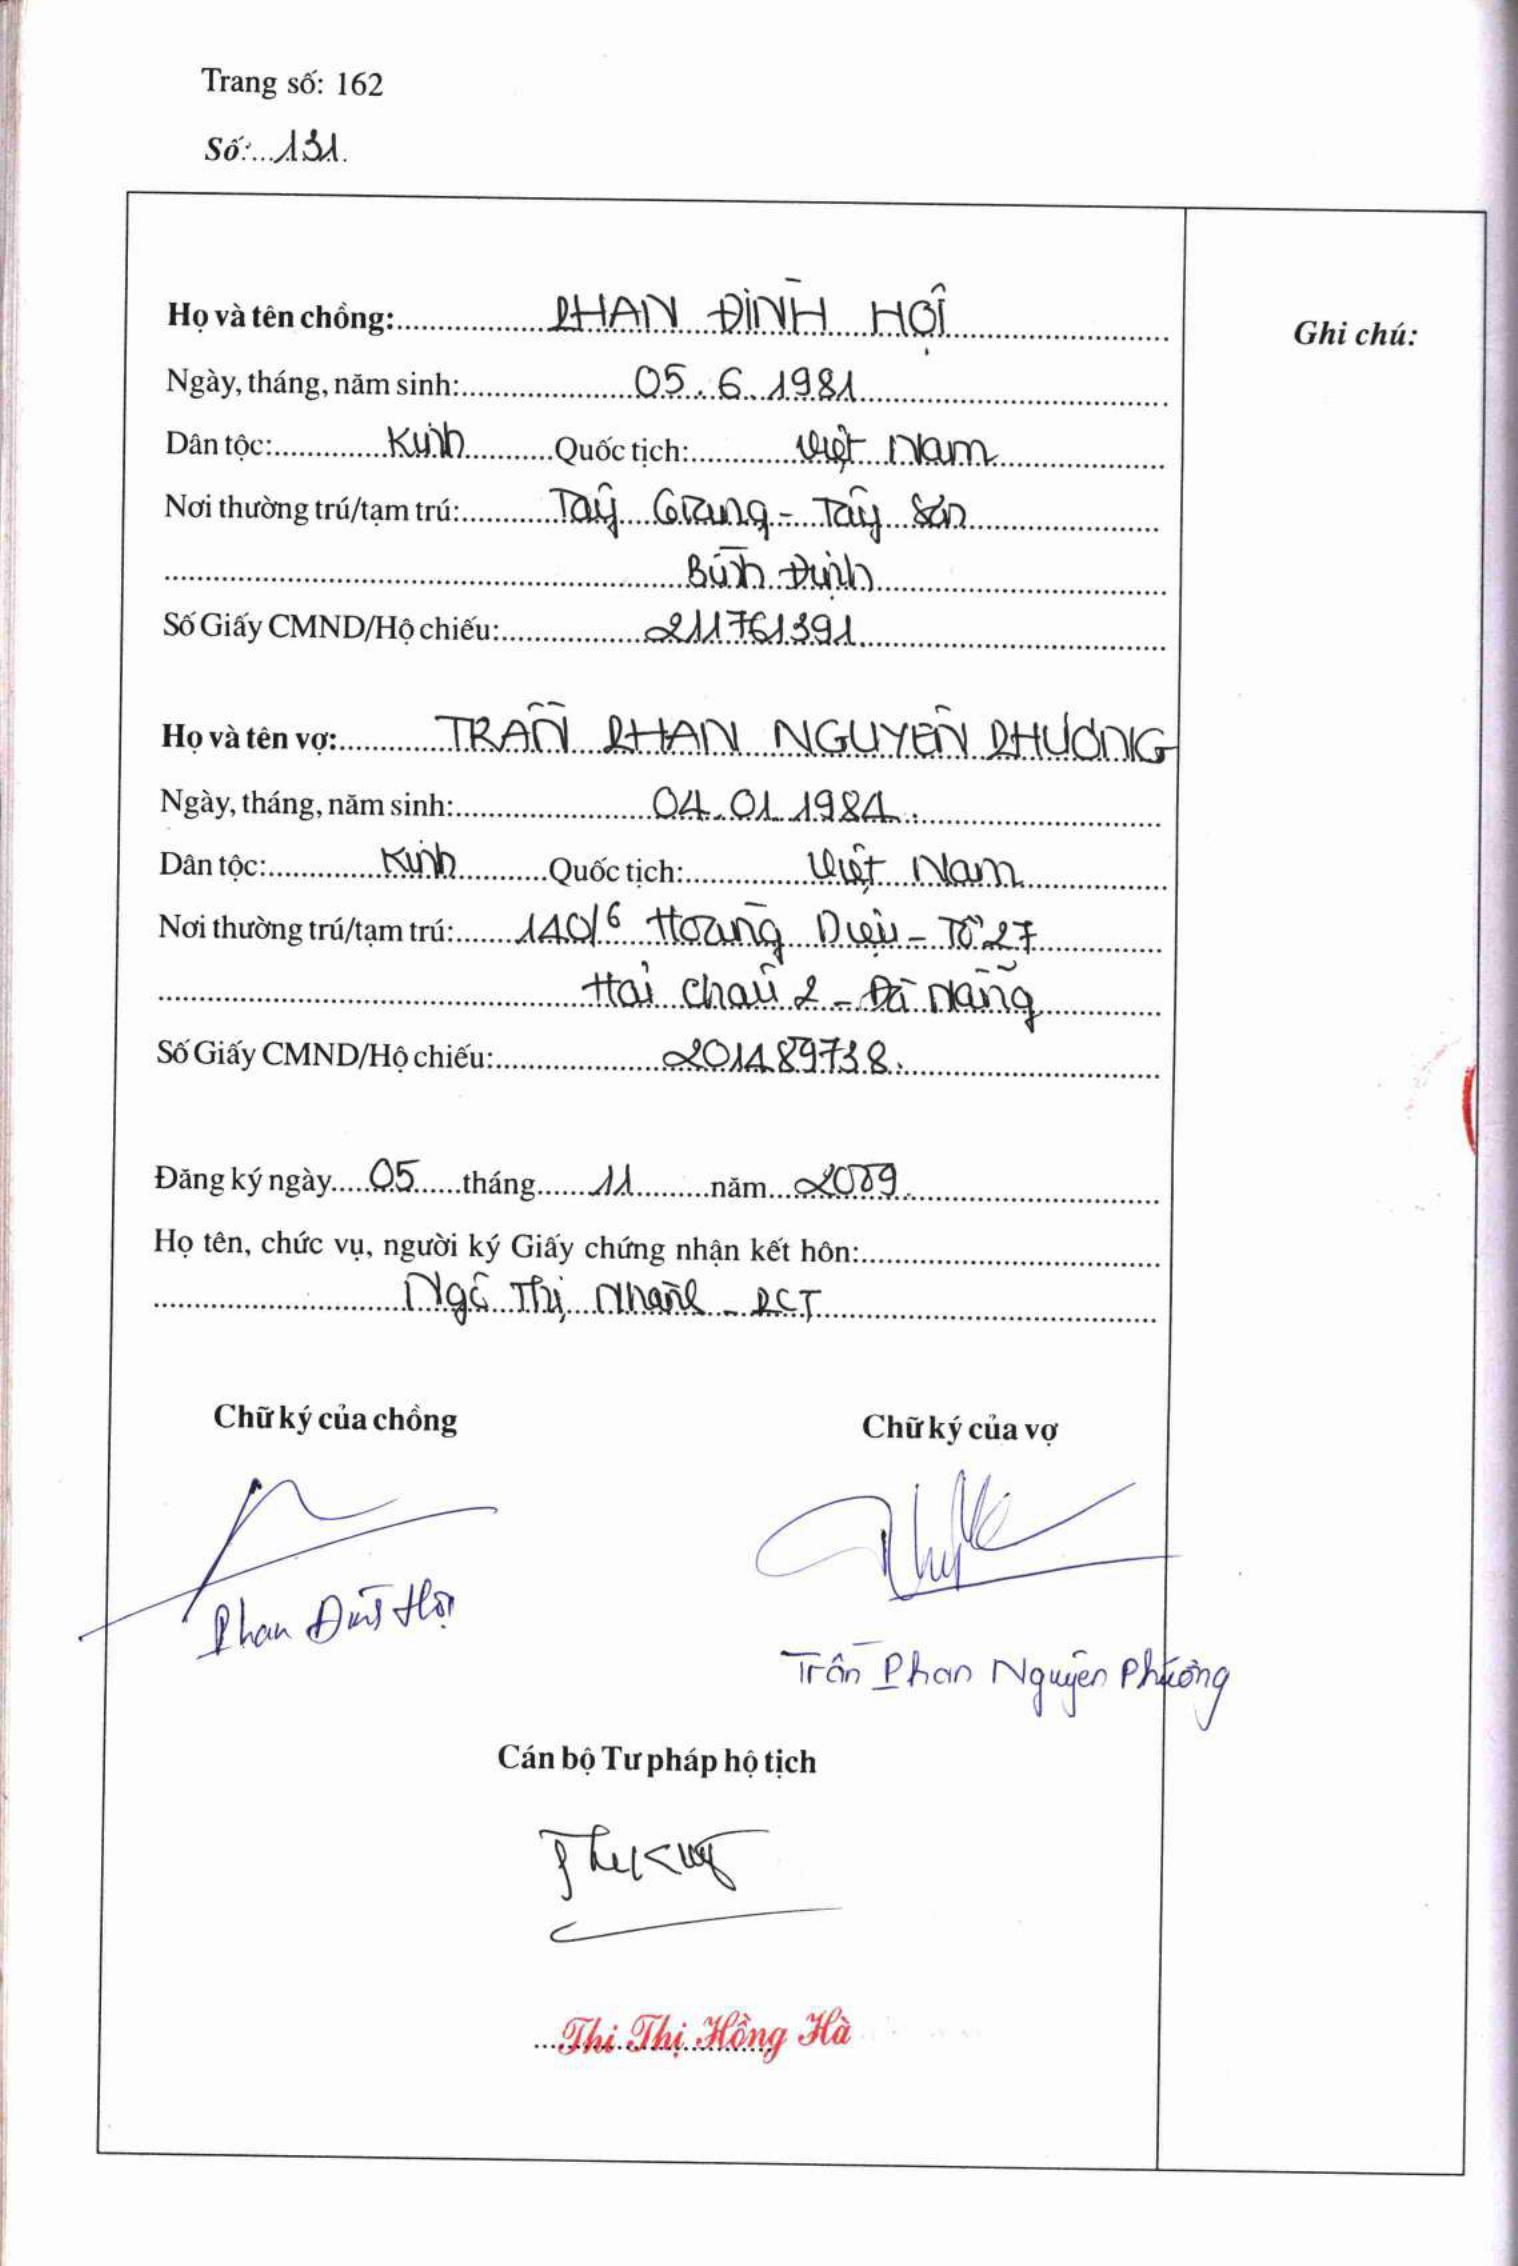 Trang số: 162
Số: 131
Họ và tên chồng: PHAN ĐÌNH HỘI
Ghi chú:
Ngày, tháng, năm sinh: 05.6.1981
Dân tộc: Kinh Quốc tịch: Việt Nam
Nơi thường trú/tạm trú: Tây Giang - Tây Sơn
Bình Định
Số Giấy CMND/Hộ chiếu: 211761391
Họ và tên vợ: TRẦN PHAN NGUYÊN PHƯƠNG
Ngày, tháng, năm sinh: 04.01.1984
Dân tộc: Kinh Quốc tịch: Việt Nam
Nơi thường trú/tạm trú: 140/6 Hoàng Diệu - Tổ 27
Hải Châu 2 - Đà Nẵng
Số Giấy CMND/Hộ chiếu: 201489738
Đăng ký ngày 05 tháng 11 năm 2009
Họ tên, chức vụ, người ký Giấy chứng nhận kết hôn:
Ngô Thị Nhành - PCT
Chữ ký của chồng
Chữ ký của vợ
Phan Đình Hội
Trần Phan Nguyên Phương
Cán bộ Tư pháp hộ tịch
Thi Thị Hồng Hà